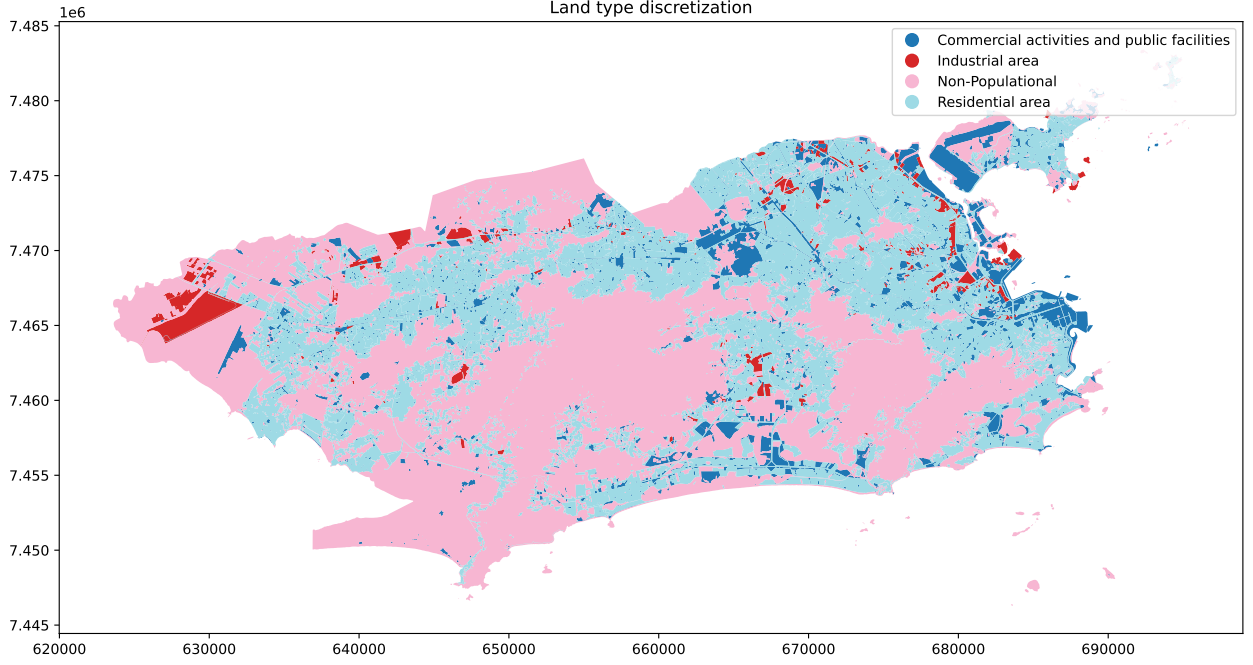 Land type discretization
1e6
7.485
7.480
7.475
7.470
7.465
7.460
7.455
7.450
7.445
Commercial activities and public facilities
Industrial area
Non-Populational
Residential area
620000 630000 640000 650000 660000 670000 680000 690000